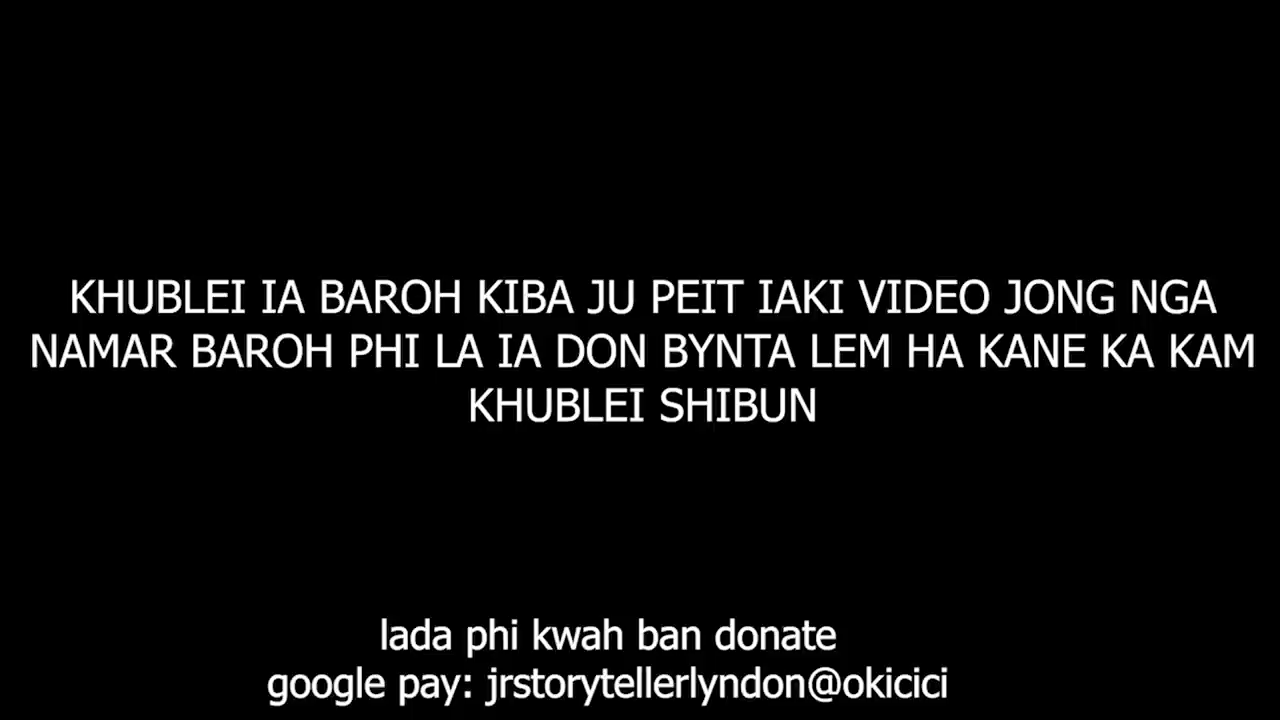 KHUBLEI IA BAROH KIBA JU PEIT IAKI VIDEO JONG NGA
NAMAR BAROH PHI LA IA DON BYNTA LEM HA KANE KA KAM
KHUBLEI SHIBUN
lada phi kwah ban donate
google pay: jrstorytellerlyndon@okicici